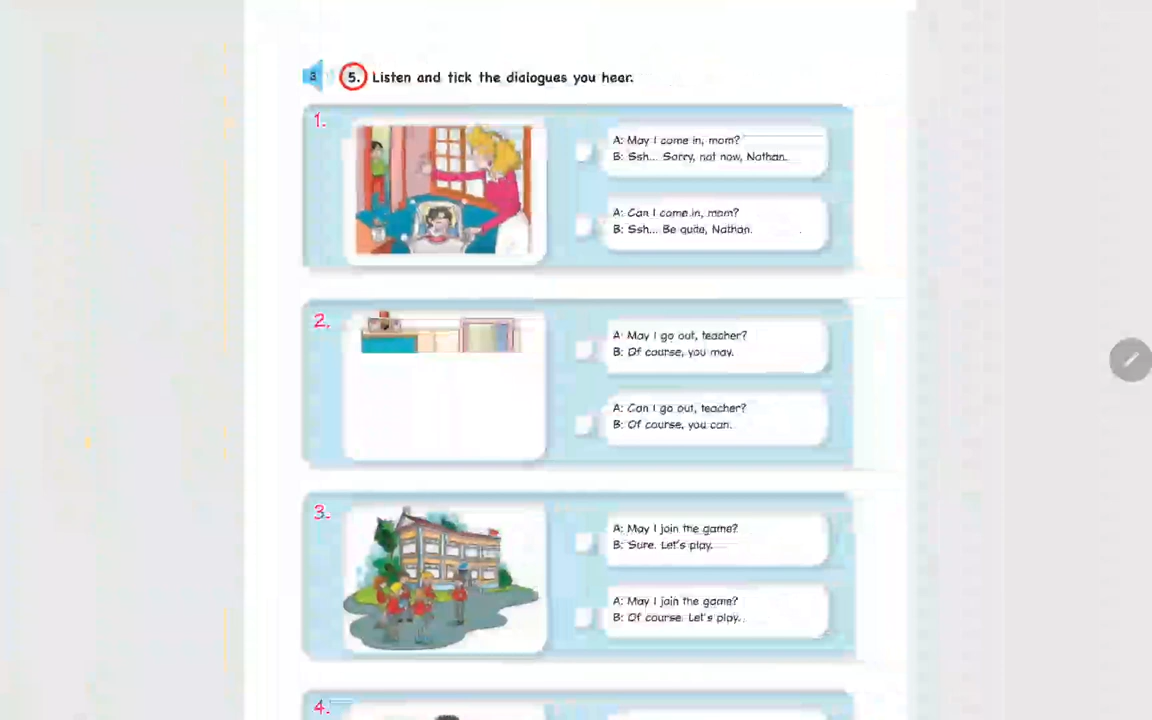 3 5. Listen and tick the dialogues you hear.
1.
A: May I come in, mom?
B: Ssh... Sorry, not now, Nathan.
A: Can I come in, mom?
B: Ssh... Be quite, Nathan.
2.
A: May I go out, teacher?
B: Of course, you may.
A: Can I go out, teacher?
B: Of course, you can.
3.
A: May I join the game?
B: Sure. Let's play.
A: May I join the game?
B: Of course. Let's play.
4.